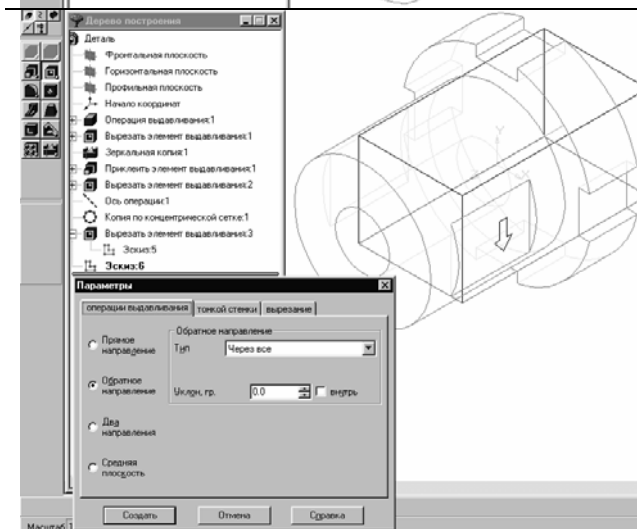 Дерево построения
Деталь
Фронтальная плоскость
Горизонтальная плоскость
Профильная плоскость
Начало координат
Операция выдавливания:1
Вырезать элемент выдавливания:1
Зеркальная копия:1
Приклеить элемент выдавливания:1
Вырезать элемент выдавливания:2
Ось операции:1
Копия по концентрической сетке:1
Вырезать элемент выдавливания:3
Эскиз:5
Эскиз:6
Параметры
операции выдавливания тонкой стенки вырезание
Прямое направление
Обратное направление
Два направления
Средняя плоскость
Обратное направление
Тип Через все
Уклон, гр. 0.0 внутрь
Создать Отмена Справка
Масштаб 1
Y
X